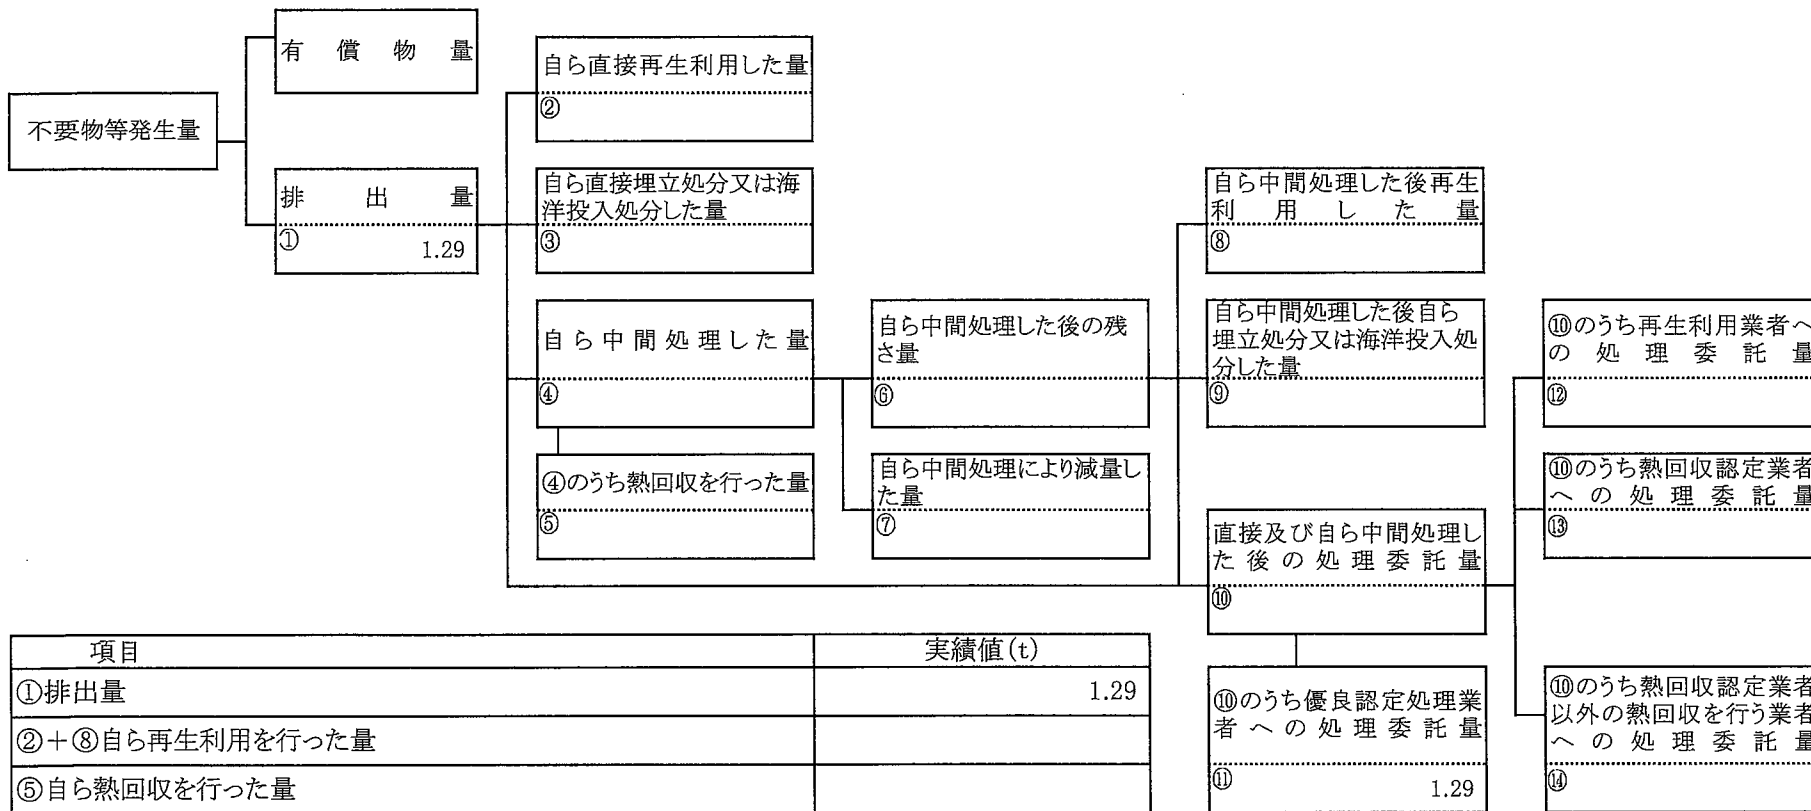 有償物量
不要物等発生量
排出量
①
1.29
自ら直接再生利用した量
②
自ら直接埋立処分又は海
洋投入処分した量
③
自ら中間処理した量
④
④のうち熱回収を行った量
⑤
自ら中間処理した後の残
さ量
⑥
自ら中間処理により減量し
た量
⑦
自ら中間処理した後再生
利用した量
⑧
自ら中間処理した後自ら
埋立処分又は海洋投入処
分した量
⑨
直接及び自ら中間処理し
た後の処理委託量
⑩
⑩のうち優良認定処理業
者への処理委託量
⑪
1.29
⑩のうち再生利用業者へ
の処理委託量
⑫
⑩のうち熱回収認定業者
への処理委託量
⑬
⑩のうち熱回収認定業者
以外の熱回収を行う業者
への処理委託量
⑭
項目 実績値(t)
①排出量 1.29
②+⑧自ら再生利用を行った量
⑤自ら熱回収を行った量